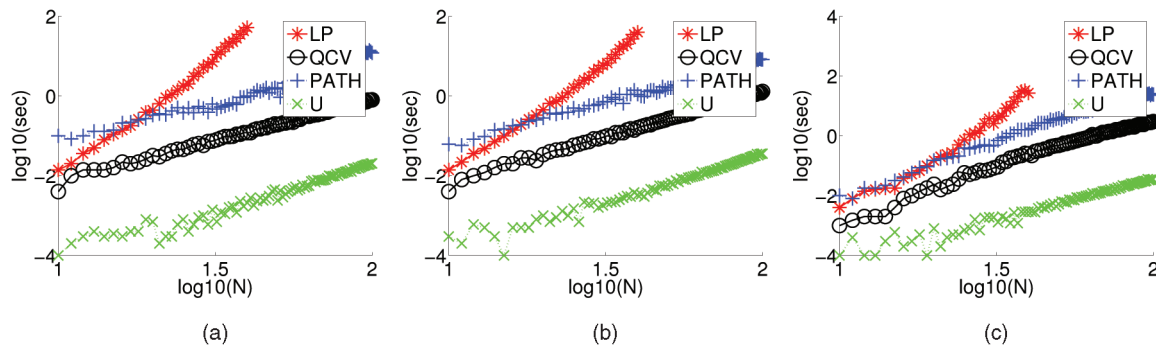 2
0
−2
−4
log10(sec)
1
1.5
2
log10(N)
LP
QCV
PATH
U
(a)
2
0
−2
−4
log10(sec)
1
1.5
2
log10(N)
LP
QCV
PATH
U
(b)
4
2
0
−2
−4
log10(sec)
1
1.5
2
log10(N)
LP
QCV
PATH
U
(c)